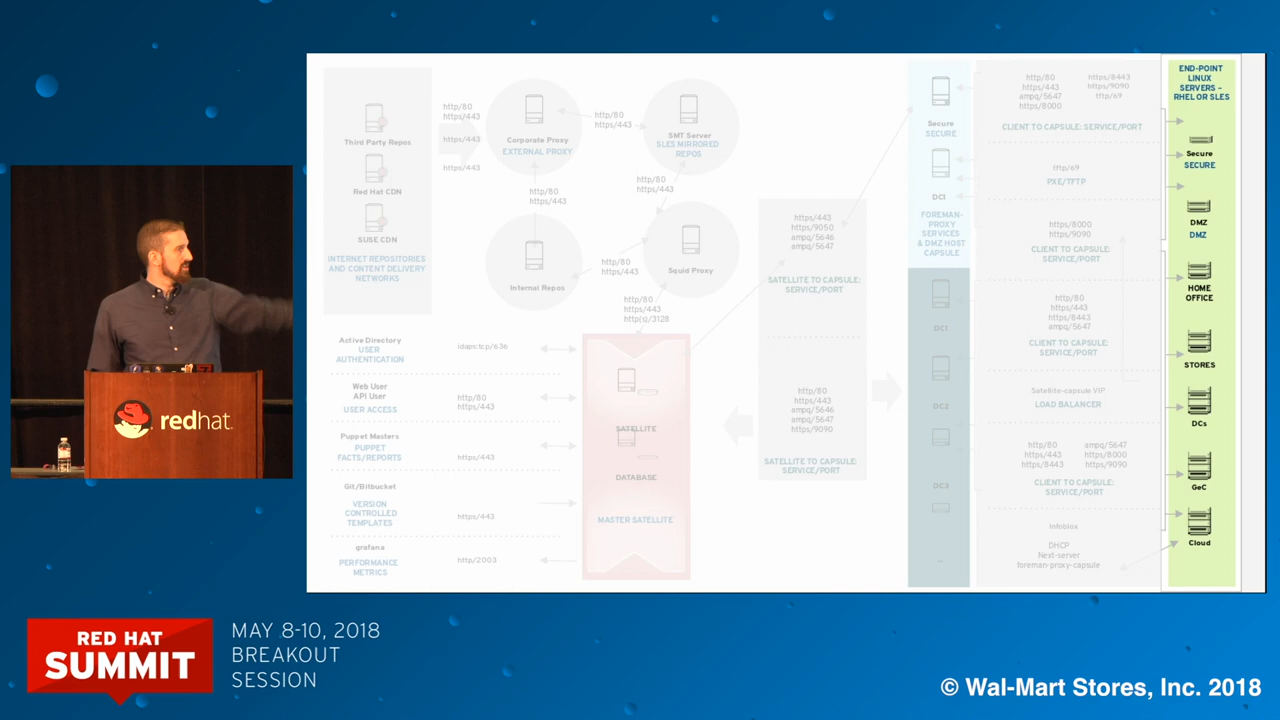 Third Party Repos
Red Hat CDN
SUSE CDN
INTERNET REPOSITORIES
AND CONTENT DELIVERY
NETWORKS
http/80
https/443
https/443
https/443
Corporate Proxy
EXTERNAL PROXY
http/80
https/443
SMT Server
SLES MIRRORED
REPOS
http/80
https/443
http/80
https/443
Internal Repos
http/80
https/443
Squid Proxy
http/80
https/443
http(s)/3128
Active Directory
USER
AUTHENTICATION
Web User
API User
USER ACCESS
http/80
https/443
Puppet Masters
PUPPET
FACTS/REPORTS
https/443
Git/Bitbucket
VERSION
CONTROLLED
TEMPLATES
https/443
grafana
PERFORMANCE
METRICS
http/2003
SATELLITE
DATABASE
MASTER SATELLITE
https/443
https/9050
ampq/5646
ampq/5647
SATELLITE TO CAPSULE:
SERVICE/PORT
http/80
https/443
ampq/5646
ampq/5647
https/9090
SATELLITE TO CAPSULE:
SERVICE/PORT
Secure
SECURE
DC1
FOREMAN-
PROXY
SERVICES
& DMZ HOST
CAPSULE
DC1
DC2
DC3
...
http/80
https/443
ampq/5647
https/8000
https/8443
https/9090
tftp/69
CLIENT TO CAPSULE: SERVICE/PORT
tftp/69
PXE/TFTP
https/8000
https/9090
CLIENT TO CAPSULE:
SERVICE/PORT
http/80
https/443
https/8443
ampq/5647
CLIENT TO CAPSULE:
SERVICE/PORT
Satellite-capsule VIP
LOAD BALANCER
http/80
https/443
https/8443
ampq/5647
https/8000
https/9090
CLIENT TO CAPSULE:
SERVICE/PORT
Infoblox
DHCP
Next-server
foreman-proxy-capsule
END-POINT
LINUX
SERVERS –
RHEL OR SLES
Secure
SECURE
DMZ
DMZ
HOME
OFFICE
STORES
DCs
GeC
Cloud
redhat.
RED HAT
SUMMIT
MAY 8-10, 2018
BREAKOUT
SESSION
© Wal-Mart Stores, Inc. 2018